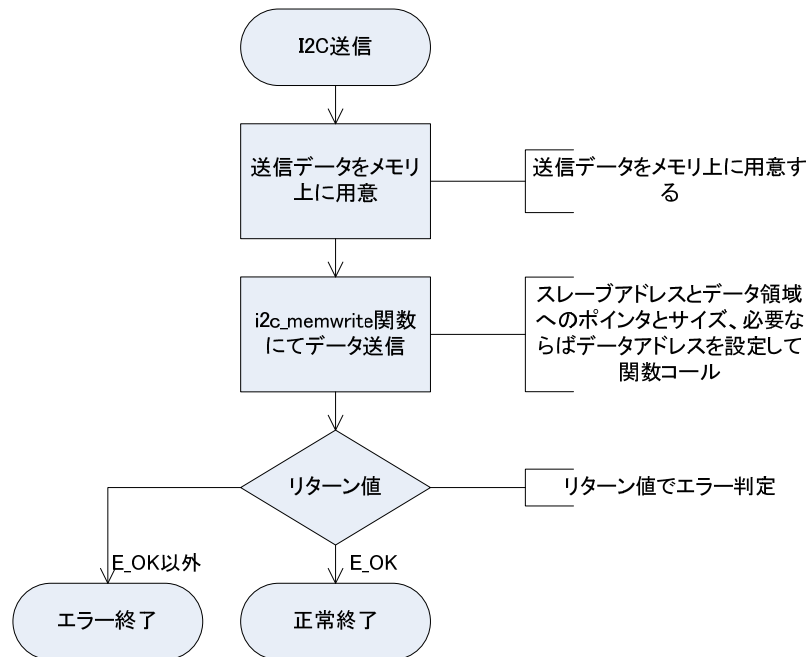 I2C送信
送信データをメモリ
上に用意
送信データをメモリ上に用意す
る
i2c_memwrite関数
にてデータ送信
スレーブアドレスとデータ領域
へのポインタとサイズ、必要な
らばデータアドレスを設定して
関数コール
リターン値
リターン値でエラー判定
E_OK以外
E_OK
エラー終了
正常終了